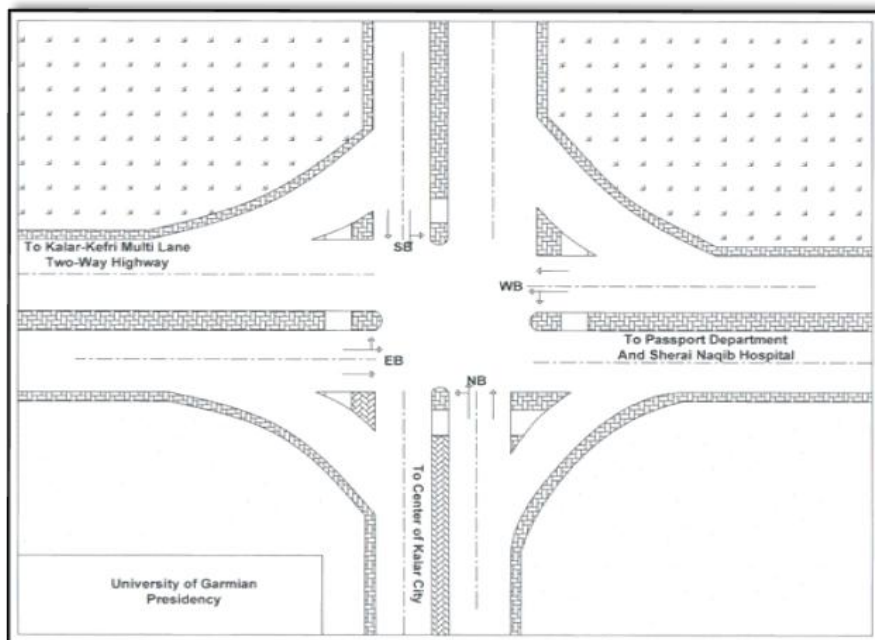 To Kalar-Kefri Multi Lane
Two-Way Highway
SB
WB
To Passport Department
And Sherai Naqib Hospital
EB
NB
To Center of Kalar City
University of Garmian
Presidency